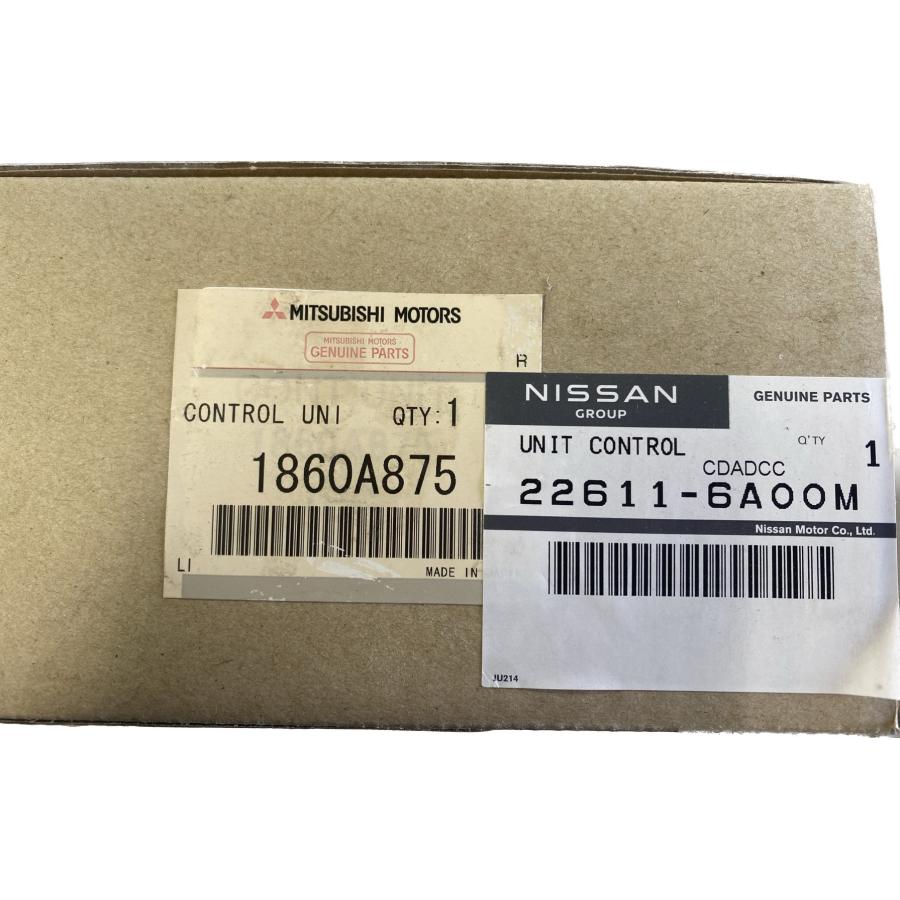 MITSUBISHI MOTORS
MITSUBISHI MOTORS
GENUINE PARTS
R
CONTROL UNI QTY: 1
1860A875
LI
MADE IN
NISSAN
GROUP
GENUINE PARTS
UNIT CONTROL
Q'TY
1
CDADCC
22611-6A00M
Nissan Motor Co., Ltd.
JU214